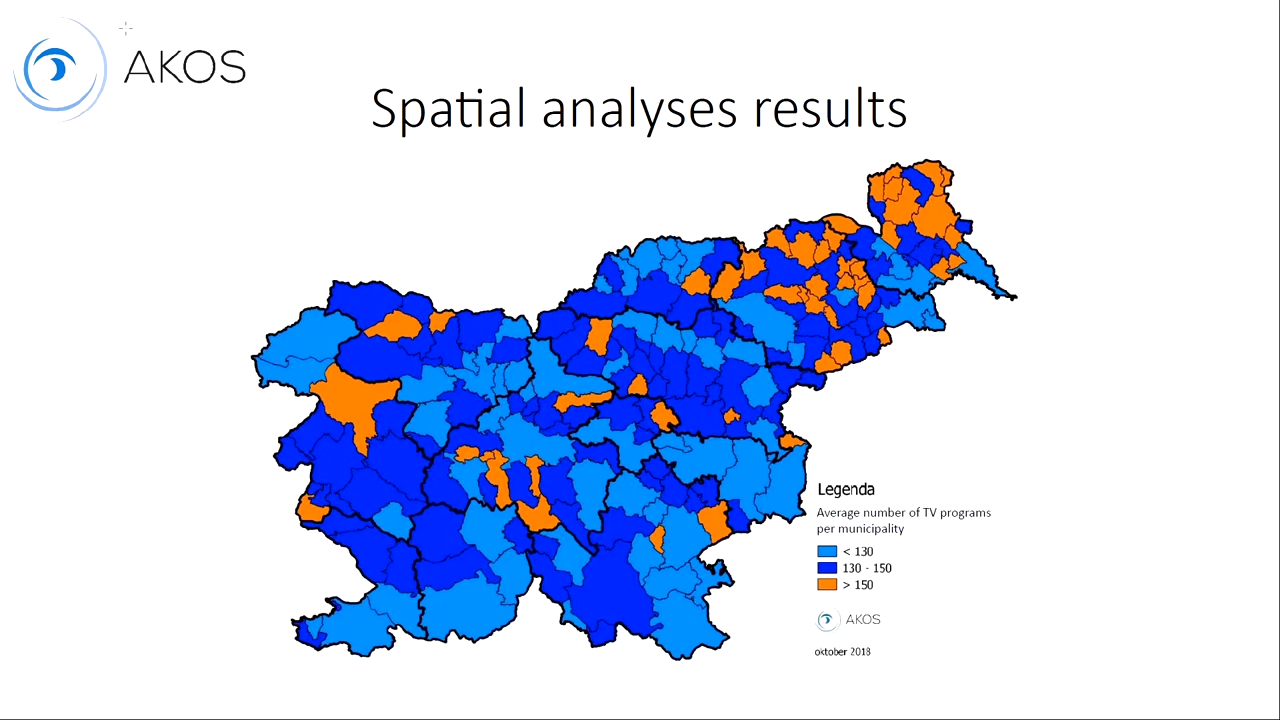 AKOS
Spatial analyses results
Legenda
Average number of TV programs
per municipality
< 130
130 - 150
> 150
AKOS
oktober 2018